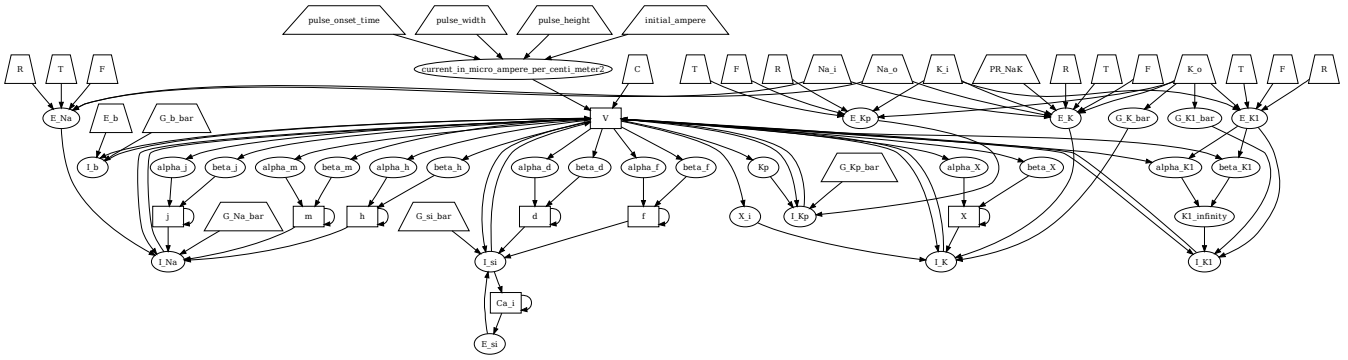 pulse_onset_time
pulse_width
pulse_height
initial_ampere
R
T
F
current_in_micro_ampere_per_centi_meter2
C
T
F
R
Na_i
Na_o
K_i
PR_NaK
R
T
F
K_o
T
F
R
E_Na
E_b
G_b_bar
V
E_Kp
E_K
G_K_bar
G_K1_bar
E_K1
I_b
alpha_j
beta_j
alpha_m
beta_m
alpha_h
beta_h
alpha_d
beta_d
alpha_f
beta_f
Kp
G_Kp_bar
alpha_X
beta_X
alpha_K1
beta_K1
j
G_Na_bar
m
h
G_si_bar
d
f
X_i
I_Kp
X
K1_infinity
I_Na
I_si
I_K
I_K1
Ca_i
E_si